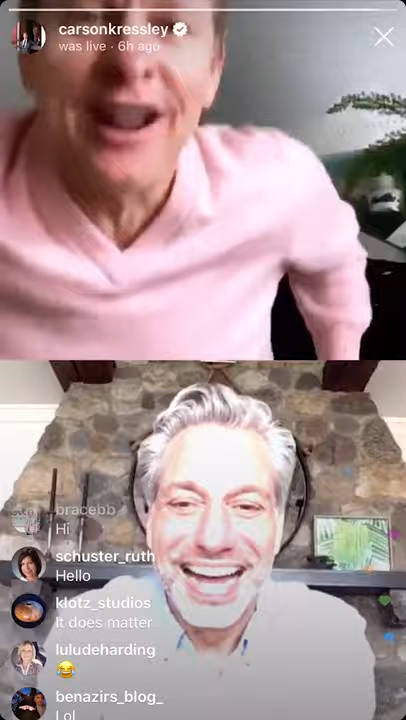 carsonkressley
was live · 6h ago
bracebb
Hi
schuster_ruth
Hello
klotz_studios
It does matter
luludeharding
😂
benazirs_blog_
Lol